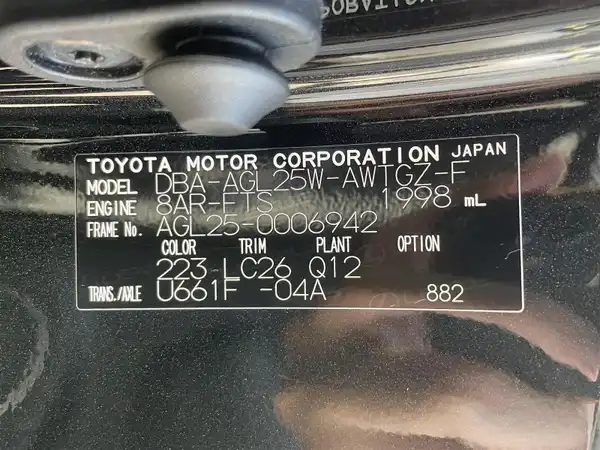 TOYOTA MOTOR CORPORATION JAPAN
MODEL DBA-AGL25W-AWTGZ-F
ENGINE 8AR-FTS 1998 mL
FRAME No. AGL25-0006942
COLOR TRIM PLANT OPTION
223 LC26 Q12
TRANS./AXLE U661F -04A 882